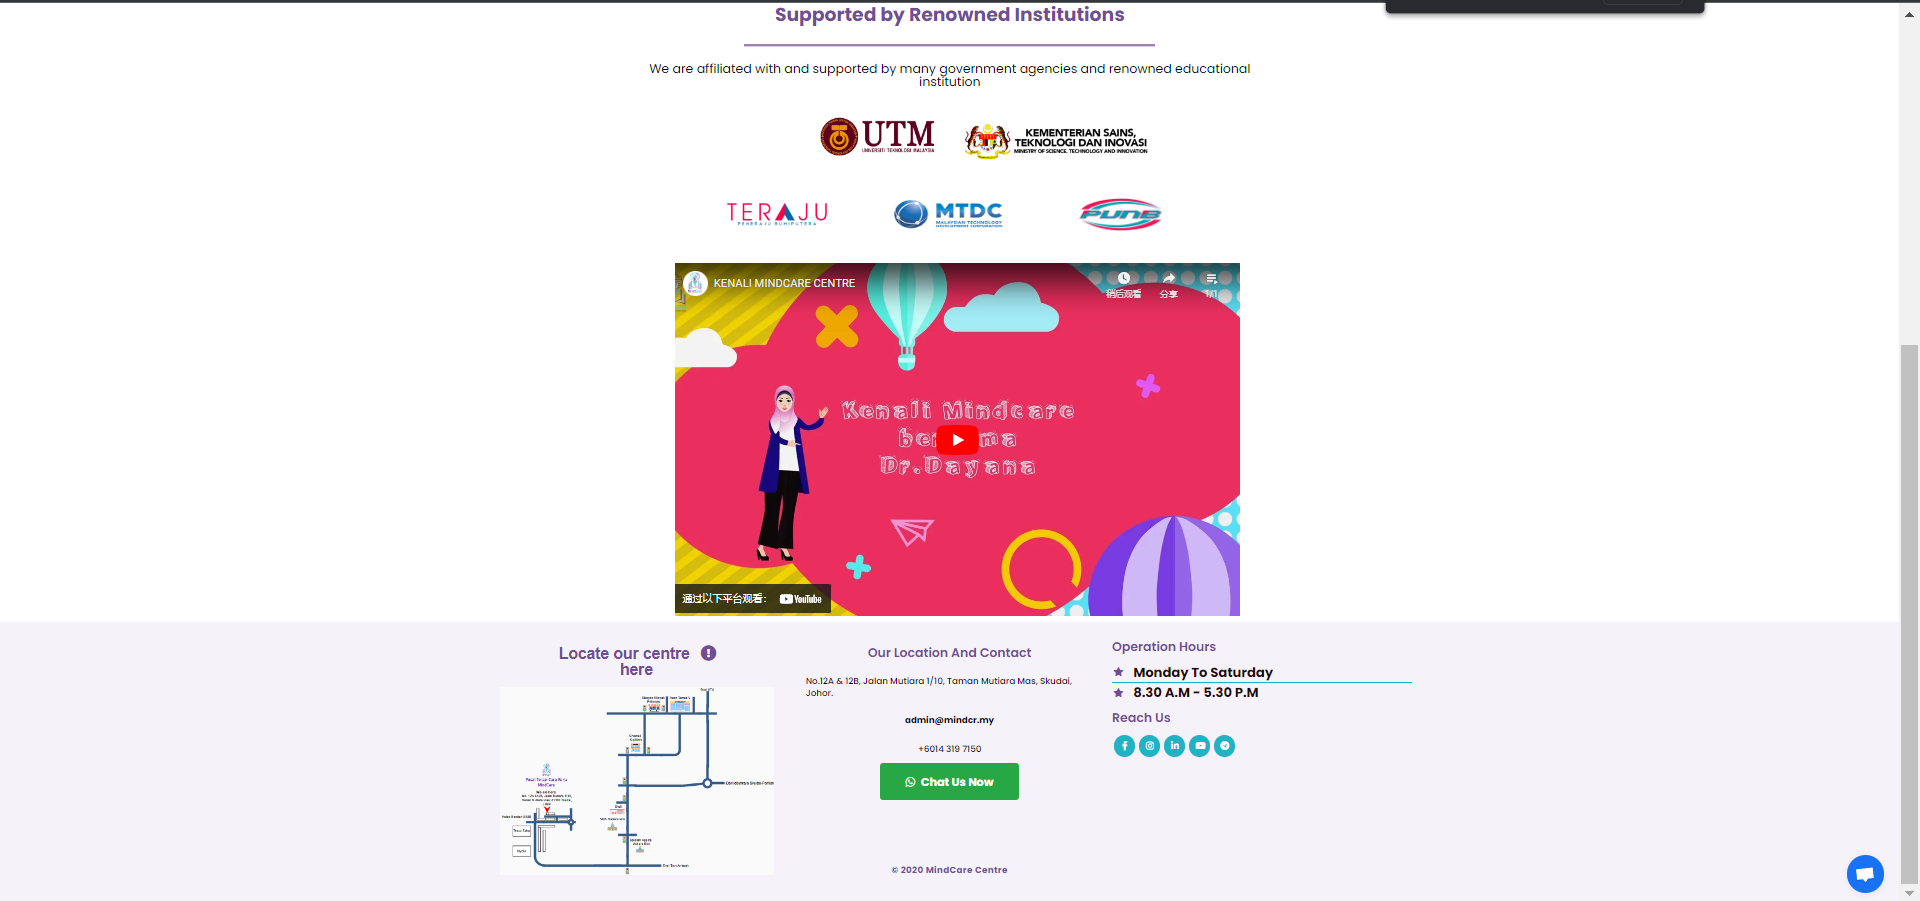 Supported by Renowned Institutions
We are affiliated with and supported by many government agencies and renowned educational
institution
UTM
UNIVERSITI TEKNOLOGI MALAYSIA
KEMENTERIAN SAINS,
TEKNOLOGI DAN INOVASI
MINISTRY OF SCIENCE, TECHNOLOGY AND INNOVATION
TERAJU
PENERAJU BUMIPUTERA
MTDC
MALAYSIAN TECHNOLOGY
DEVELOPMENT CORPORATION
PUNB
KENALI MINDCARE CENTRE
稍后观看
分享
1/1
Kenali Mindcare
Dr.Dayana
通过以下平台观看：
YouTube
Locate our centre
here
Our Location And Contact
No.12A & 12B, Jalan Mutiara 1/10, Taman Mutiara Mas, Skudai,
Johor.
admin@mindcr.my
+6014 319 7150
Chat Us Now
© 2020 MindCare Centre
Operation Hours
Monday To Saturday
8.30 A.M - 5.30 P.M
Reach Us